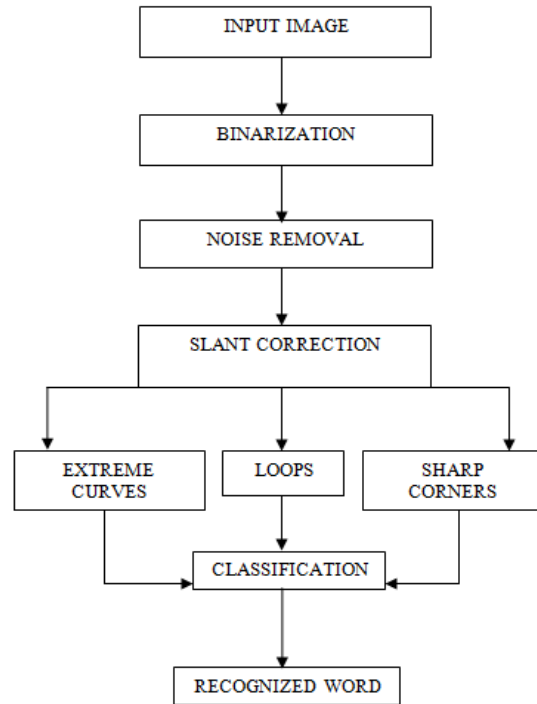 INPUT IMAGE
BINARIZATION
NOISE REMOVAL
SLANT CORRECTION
EXTREME
CURVES
LOOPS
SHARP
CORNERS
CLASSIFICATION
RECOGNIZED WORD